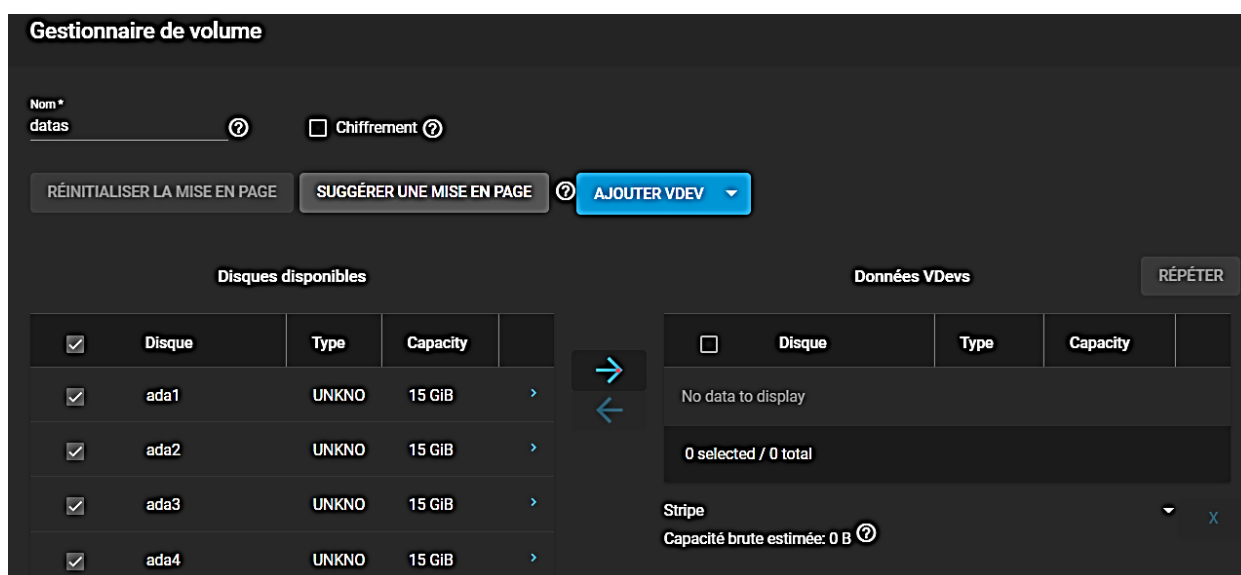 Gestionnaire de volume
Nom *
datas
Chiffrement
RÉINITIALISER LA MISE EN PAGE
SUGGÉRER UNE MISE EN PAGE
AJOUTER VDEV
Disques disponibles
Disque Type Capacity
ada1 UNKNO 15 GiB
ada2 UNKNO 15 GiB
ada3 UNKNO 15 GiB
ada4 UNKNO 15 GiB
Données VDevs
RÉPÉTER
Disque Type Capacity
No data to display
0 selected / 0 total
Stripe
X
Capacité brute estimée: 0 B